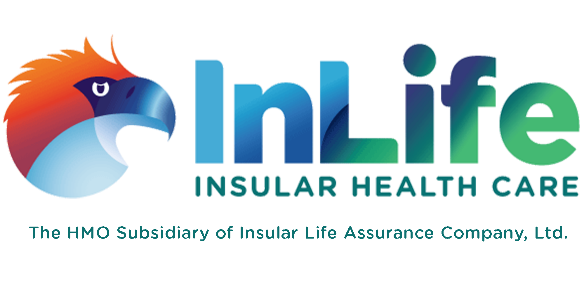 InLife
INSULAR HEALTH CARE
The HMO Subsidiary of Insular Life Assurance Company, Ltd.